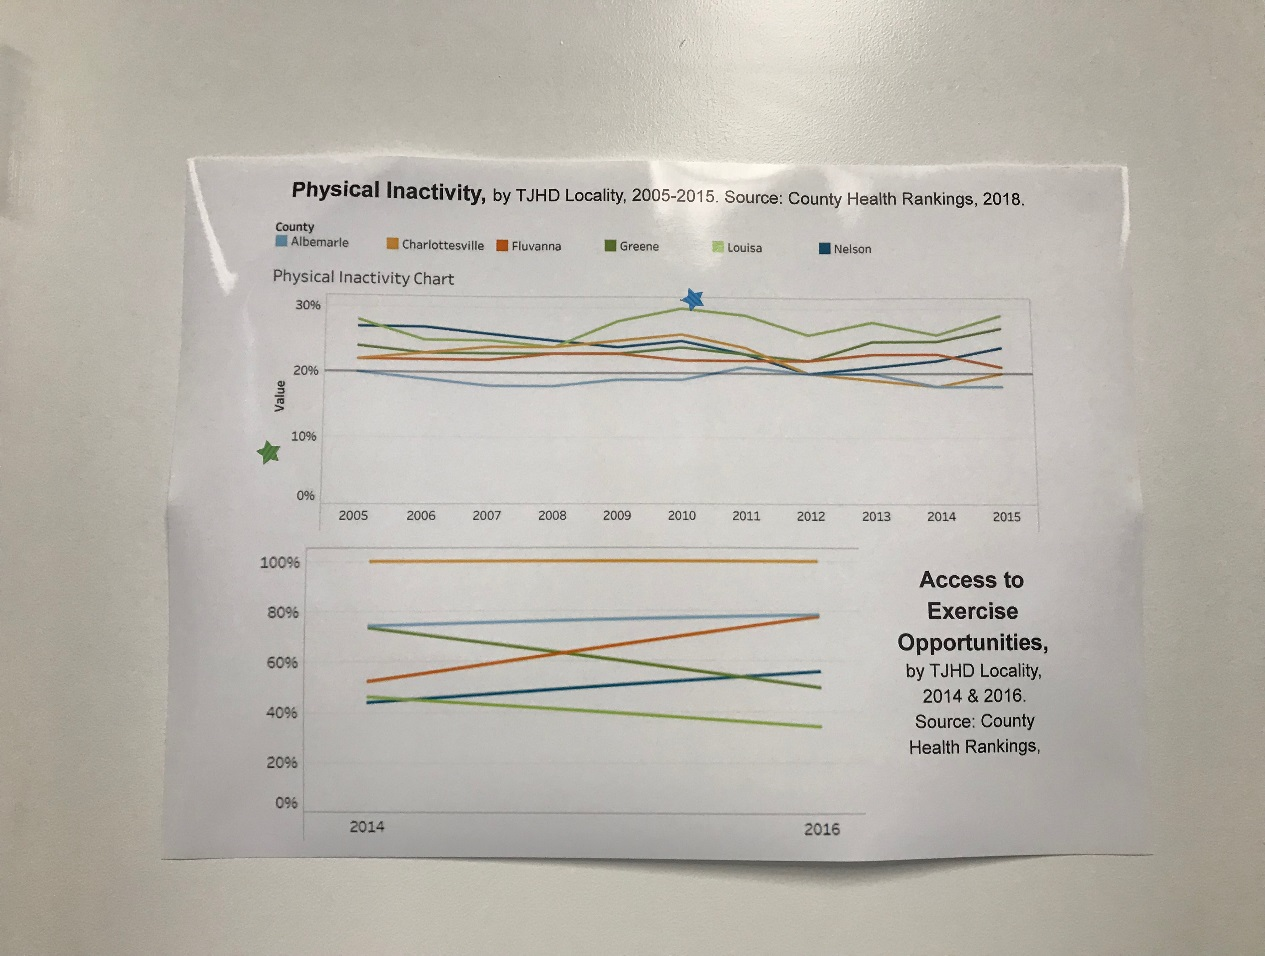 Physical Inactivity, by TJHD Locality, 2005-2015. Source: County Health Rankings, 2018.
County
Albemarle Charlottesville Fluvanna Greene Louisa Nelson
Physical Inactivity Chart
30%
20%
Value
10%
0%
2005 2006 2007 2008 2009 2010 2011 2012 2013 2014 2015
100%
80%
60%
40%
20%
0%
2014 2016
Access to
Exercise
Opportunities,
by TJHD Locality,
2014 & 2016.
Source: County
Health Rankings,